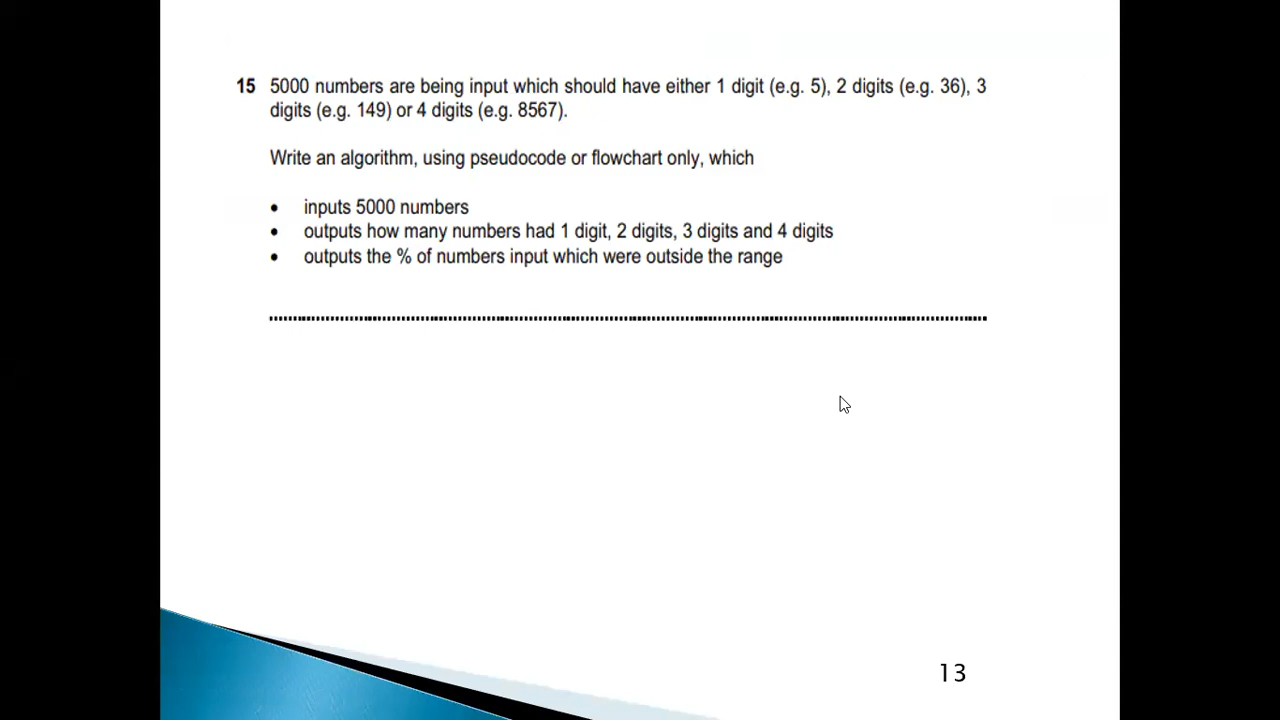 15 5000 numbers are being input which should have either 1 digit (e.g. 5), 2 digits (e.g. 36), 3
digits (e.g. 149) or 4 digits (e.g. 8567).
Write an algorithm, using pseudocode or flowchart only, which
• inputs 5000 numbers
• outputs how many numbers had 1 digit, 2 digits, 3 digits and 4 digits
• outputs the % of numbers input which were outside the range
13